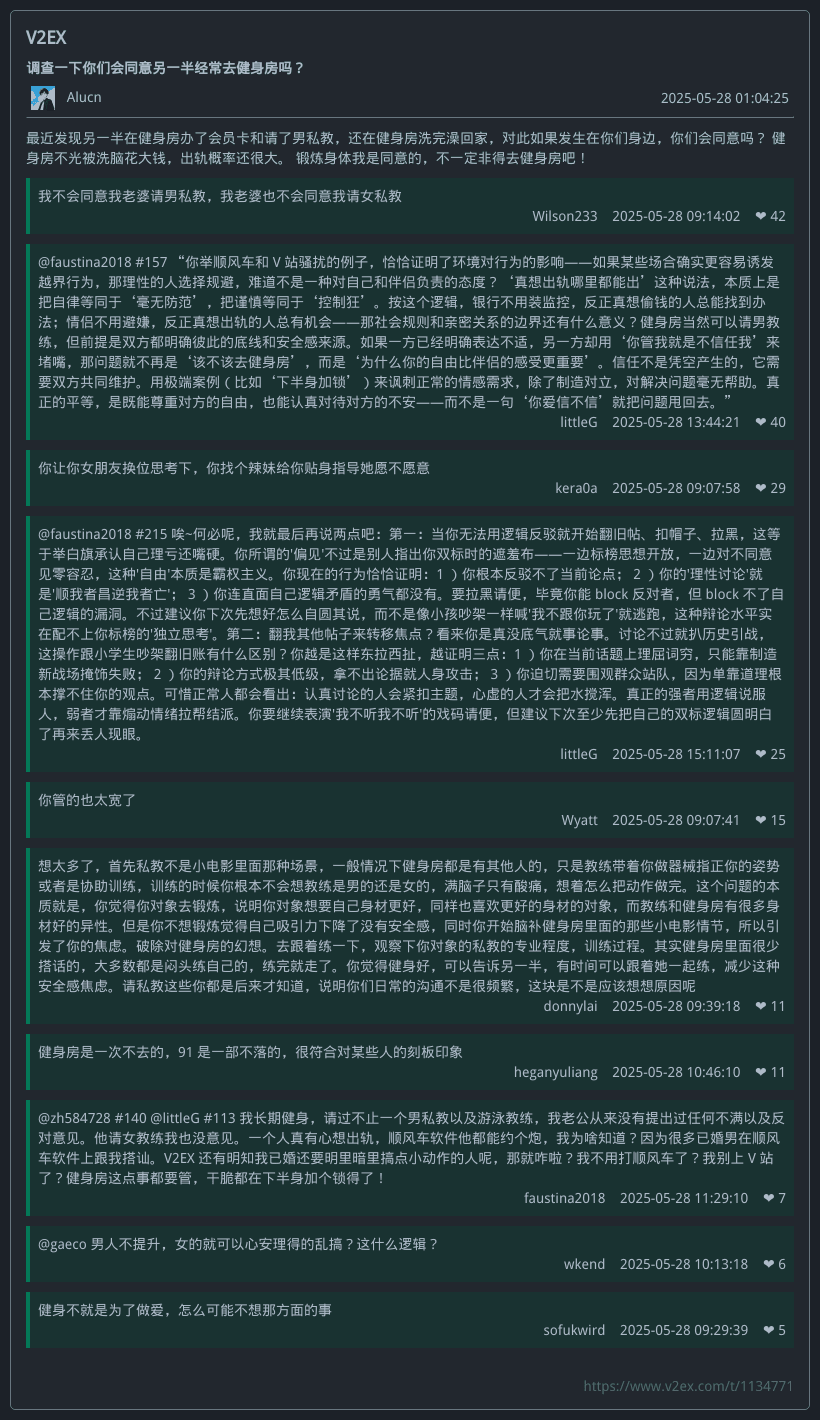 V2EX
调查一下你们会同意另一半经常去健身房吗？
Alucn 2025-05-28 01:04:25
最近发现另一半在健身房办了会员卡和请了男私教，还在健身房洗完澡回家，对此如果发生在你们身边，你们会同意吗？ 健
身房不光被洗脑花大钱，出轨概率还很大。 锻炼身体我是同意的，不一定非得去健身房吧！
我不会同意我老婆请男私教，我老婆也不会同意我请女私教
Wilson233 2025-05-28 09:14:02 ❤ 42
@faustina2018 #157 “你举顺风车和 V 站骚扰的例子，恰恰证明了环境对行为的影响——如果某些场合确实更容易诱发
越界行为，那理性的人选择规避，难道不是一种对自己和伴侣负责的态度？‘真想出轨哪里都能出’这种说法，本质上是
把自律等同于‘毫无防范’，把谨慎等同于‘控制狂’。按这个逻辑，银行不用装监控，反正真想偷钱的人总能找到办
法；情侣不用避嫌，反正真想出轨的人总有机会——那社会规则和亲密关系的边界还有什么意义？健身房当然可以请男教
练，但前提是双方都明确彼此的底线和安全感来源。如果一方已经明确表达不适，另一方却用‘你管我就是不信任我’来
堵嘴，那问题就不再是‘该不该去健身房’，而是‘为什么你的自由比伴侣的感受更重要’。信任不是凭空产生的，它需
要双方共同维护。用极端案例（比如‘下半身加锁’）来讽刺正常的情感需求，除了制造对立，对解决问题毫无帮助。真
正的平等，是既能尊重对方的自由，也能认真对待对方的不安——而不是一句‘你爱信不信’就把问题甩回去。”
littleG 2025-05-28 13:44:21 ❤ 40
你让你女朋友换位思考下，你找个辣妹给你贴身指导她愿不愿意
kera0a 2025-05-28 09:07:58 ❤ 29
@faustina2018 #215 唉~何必呢，我就最后再说两点吧：第一：当你无法用逻辑反驳就开始翻旧帖、扣帽子、拉黑，这等
于举白旗承认自己理亏还嘴硬。你所谓的'偏见'不过是别人指出你双标时的遮羞布——一边标榜思想开放，一边对不同意
见零容忍，这种'自由'本质是霸权主义。你现在的行为恰恰证明：1 ）你根本反驳不了当前论点； 2 ）你的'理性讨论'就
是'顺我者昌逆我者亡'； 3 ）你连直面自己逻辑矛盾的勇气都没有。要拉黑请便，毕竟你能 block 反对者，但 block 不了自
己逻辑的漏洞。不过建议你下次先想好怎么自圆其说，而不是像小孩吵架一样喊'我不跟你玩了'就逃跑，这种辩论水平实
在配不上你标榜的'独立思考'。第二：翻我其他帖子来转移焦点？看来你是真没底气就事论事。讨论不过就扒历史引战，
这操作跟小学生吵架翻旧账有什么区别？你越是这样东拉西扯，越证明三点：1 ）你在当前话题上理屈词穷，只能靠制造
新战场掩饰失败； 2 ）你的辩论方式极其低级，拿不出论据就人身攻击； 3 ）你迫切需要围观群众站队，因为单靠道理根
本撑不住你的观点。可惜正常人都会看出：认真讨论的人会紧扣主题，心虚的人才会把水搅浑。真正的强者用逻辑说服
人，弱者才靠煽动情绪拉帮结派。你要继续表演'我不听我不听'的戏码请便，但建议下次至少先把自己的双标逻辑圆明白
了再来丢人现眼。
littleG 2025-05-28 15:11:07 ❤ 25
你管的也太宽了
Wyatt 2025-05-28 09:07:41 ❤ 15
想太多了，首先私教不是小电影里面那种场景，一般情况下健身房都是有其他人的，只是教练带着你做器械指正你的姿势
或者是协助训练，训练的时候你根本不会想教练是男的还是女的，满脑子只有酸痛，想着怎么把动作做完。这个问题的本
质就是，你觉得你对象去锻炼，说明你对象想要自己身材更好，同样也喜欢更好的身材的对象，而教练和健身房有很多身
材好的异性。但是你不想锻炼觉得自己吸引力下降了没有安全感，同时你开始脑补健身房里面的那些小电影情节，所以引
发了你的焦虑。破除对健身房的幻想。去跟着练一下，观察下你对象的私教的专业程度，训练过程。其实健身房里面很少
搭话的，大多数都是闷头练自己的，练完就走了。你觉得健身好，可以告诉另一半，有时间可以跟着她一起练，减少这种
安全感焦虑。请私教这些你都是后来才知道，说明你们日常的沟通不是很频繁，这块是不是应该想想原因呢
donnylai 2025-05-28 09:39:18 ❤ 11
健身房是一次不去的，91 是一部不落的，很符合对某些人的刻板印象
heganyuliang 2025-05-28 10:46:10 ❤ 11
@zh584728 #140 @littleG #113 我长期健身，请过不止一个男私教以及游泳教练，我老公从来没有提出过任何不满以及反
对意见。他请女教练我也没意见。一个人真有心想出轨，顺风车软件他都能约个炮，我为啥知道？因为很多已婚男在顺风
车软件上跟我搭讪。V2EX 还有明知我已婚还要明里暗里搞点小动作的人呢，那就咋啦？我不用打顺风车了？我别上 V 站
了？健身房这点事都要管，干脆都在下半身加个锁得了！
faustina2018 2025-05-28 11:29:10 ❤ 7
@gaeco 男人不提升，女的就可以心安理得的乱搞？这什么逻辑？
wkend 2025-05-28 10:13:18 ❤ 6
健身不就是为了做爱，怎么可能不想那方面的事
sofukwird 2025-05-28 09:29:39 ❤ 5
https://www.v2ex.com/t/1134771